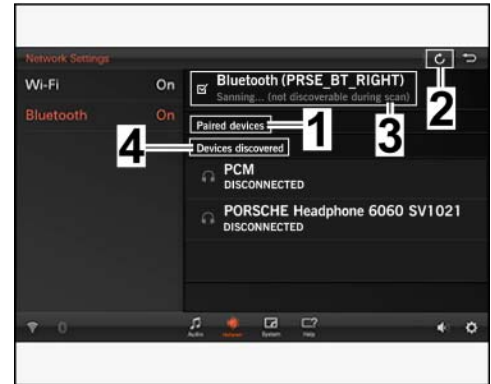 Network Settings
Wi-Fi On
Bluetooth (PRSE_BT_RIGHT)
Sanning... (not discoverable during scan)
2
Bluetooth On
Paired devices
1
3
4
Devices discovered
PCM
DISCONNECTED
PORSCHE Headphone 6060 SV1021
DISCONNECTED
Audio Network System Help